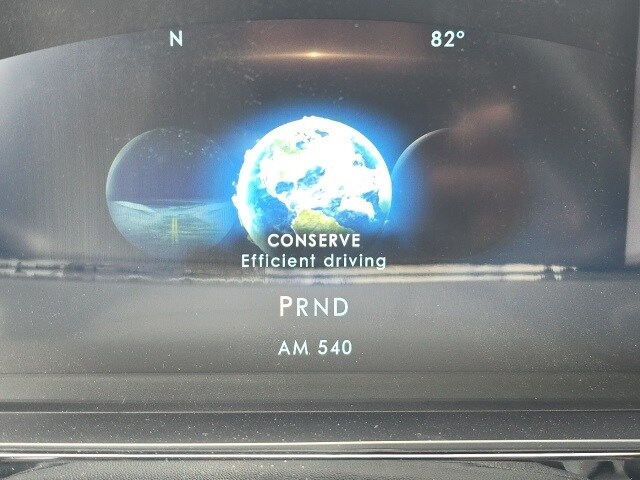 N 82°
CONSERVE
Efficient driving
PRND
AM 540